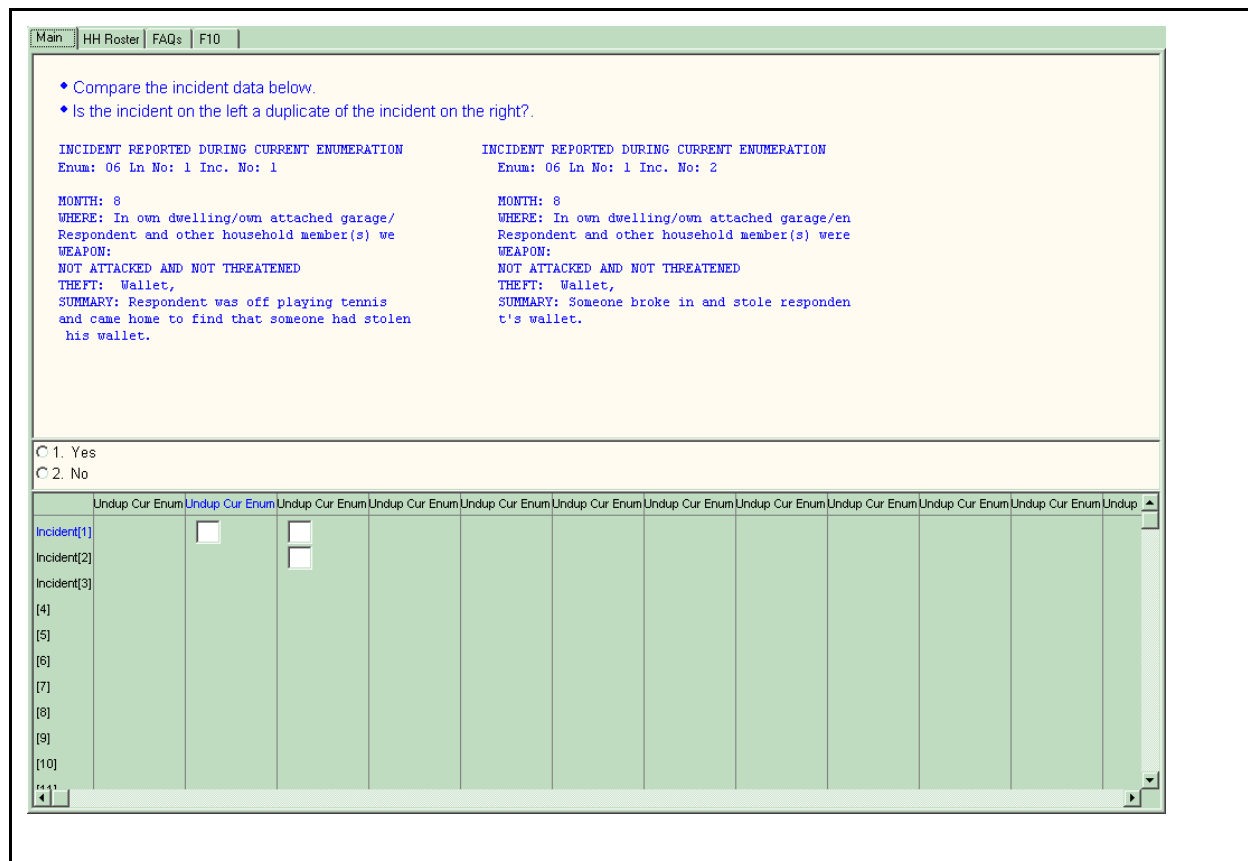 Main HH Roster FAQs F10
Compare the incident data below.
Is the incident on the left a duplicate of the incident on the right?.
INCIDENT REPORTED DURING CURRENT ENUMERATION
Enum: 06 Ln No: 1 Inc. No: 1
MONTH: 8
WHERE: In own dwelling/own attached garage/
Respondent and other household member(s) we
WEAPON:
NOT ATTACKED AND NOT THREATENED
THEFT: Wallet,
SUMMARY: Respondent was off playing tennis
and came home to find that someone had stolen
his wallet.
INCIDENT REPORTED DURING CURRENT ENUMERATION
Enum: 06 Ln No: 1 Inc. No: 2
MONTH: 8
WHERE: In own dwelling/own attached garage/en
Respondent and other household member(s) were
WEAPON:
NOT ATTACKED AND NOT THREATENED
THEFT: Wallet,
SUMMARY: Someone broke in and stole responden
t's wallet.
1. Yes
2. No
Undup Cur Enum Undup Cur Enum Undup Cur Enum Undup Cur Enum Undup Cur Enum Undup Cur Enum Undup Cur Enum Undup Cur Enum Undup Cur Enum Undup Cur Enum Undup Cur Enum Undup
Incident[1]
Incident[2]
Incident[3]
[4]
[5]
[6]
[7]
[8]
[9]
[10]
[11]